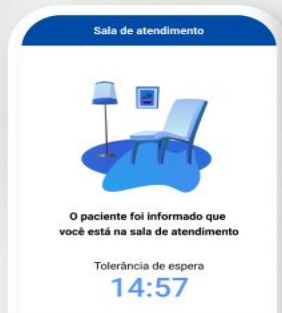 Sala de atendimento
O paciente foi informado que
você está na sala de atendimento
Tolerância de espera
14:57